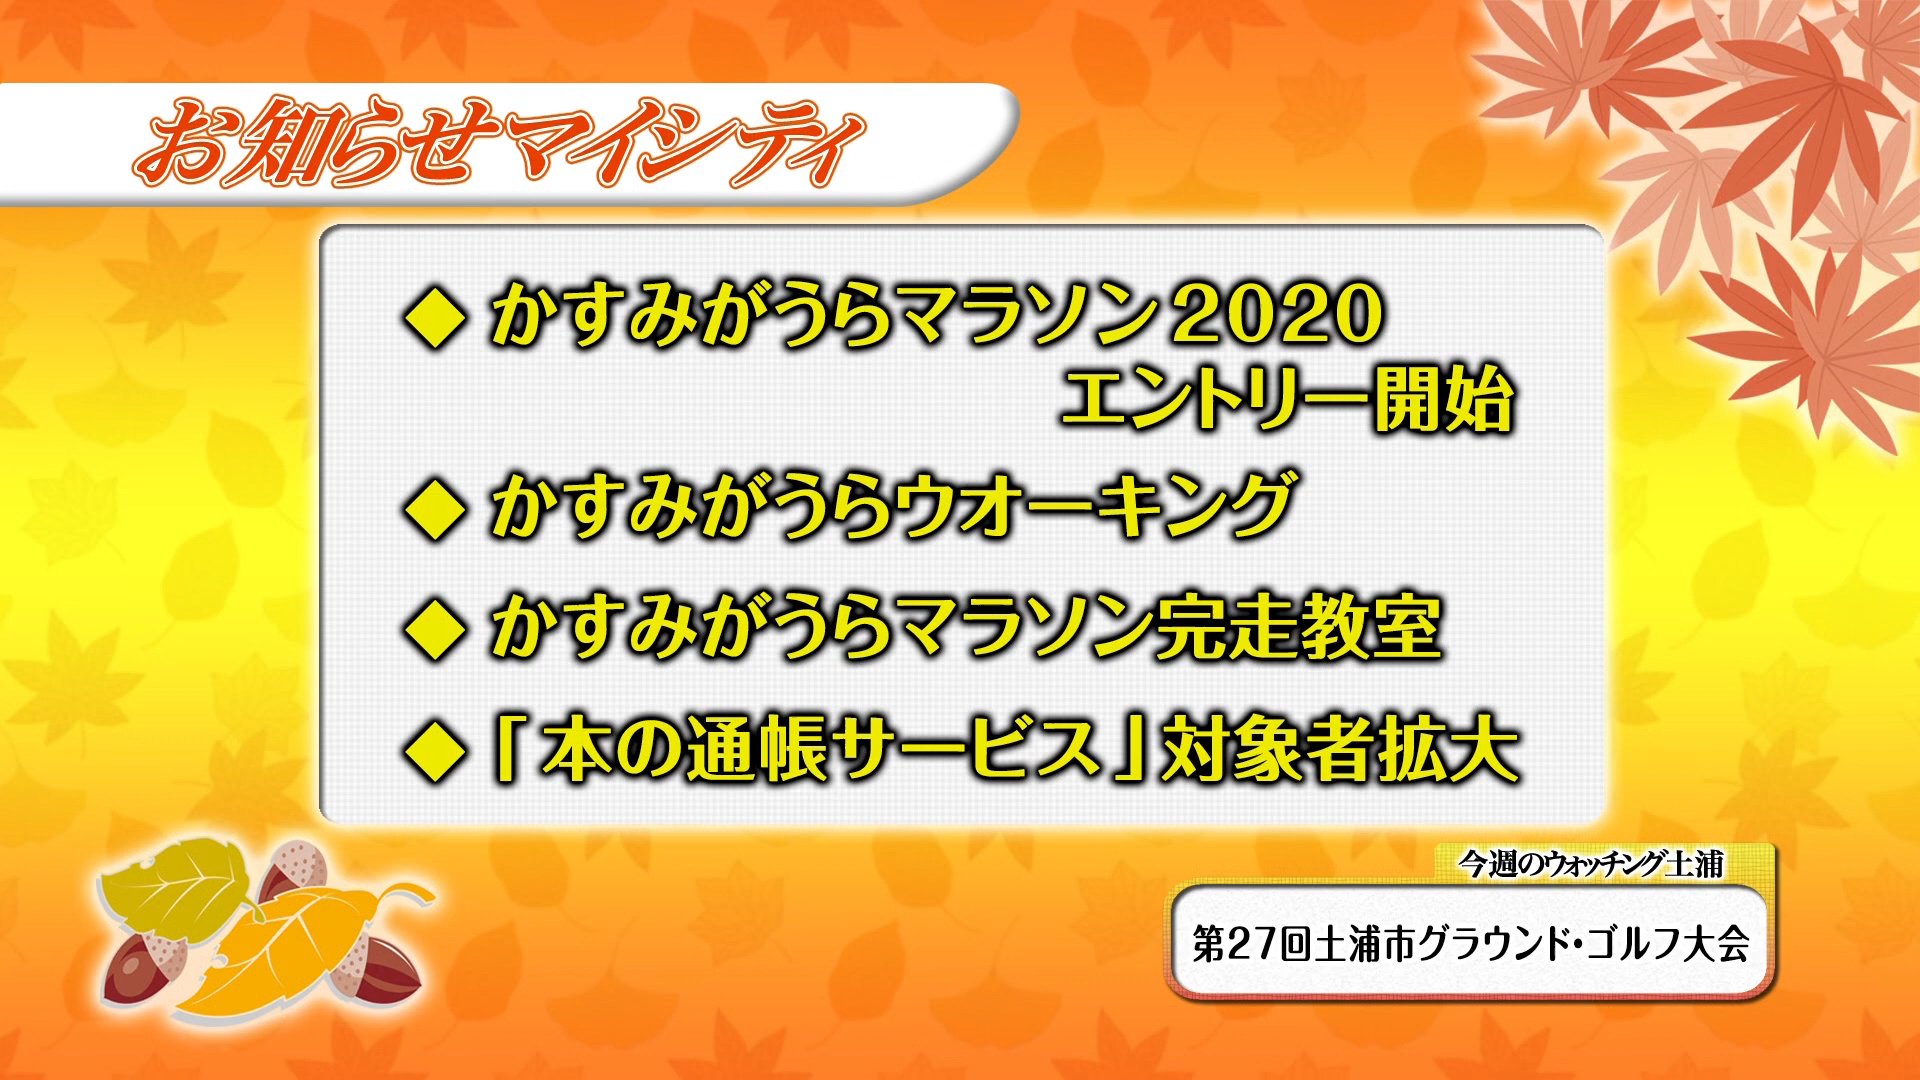 お知らせマイシティ
◆ かすみがうらマラソン2020
エントリー開始
◆ かすみがうらウオーキング
◆ かすみがうらマラソン完走教室
◆ 「本の通帳サービス」対象者拡大
今週のウォッチング土浦
第27回土浦市グラウンド・ゴルフ大会